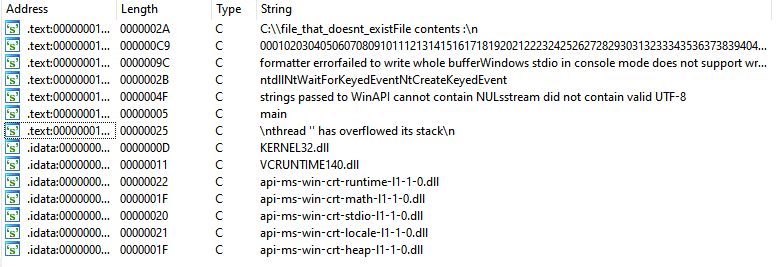 Address Length Type String
.text:00000001... 0000002A C C:\\file_that_doesnt_existFile contents :\n
.text:00000001... 000000C9 C 0001020304050607080910111213141516171819202122232425262728293031323334353637383940​4...
.text:00000001... 0000009C C formatter errorfailed to write whole bufferWindows stdio in console mode does not support wr...
.text:00000001... 0000002B C ntdllNtWaitForKeyedEventNtCreateKeyedEvent
.text:00000001... 0000004F C strings passed to WinAPI cannot contain NULsstream did not contain valid UTF-8
.text:00000001... 00000005 C main
.text:00000001... 00000025 C \nthread '' has overflowed its stack\n
.idata:0000000... 0000000D C KERNEL32.dll
.idata:0000000... 00000011 C VCRUNTIME140.dll
.idata:0000000... 00000022 C api-ms-win-crt-runtime-l1-1-0.dll
.idata:0000000... 0000001F C api-ms-win-crt-math-l1-1-0.dll
.idata:0000000... 00000020 C api-ms-win-crt-stdio-l1-1-0.dll
.idata:0000000... 00000021 C api-ms-win-crt-locale-l1-1-0.dll
.idata:0000000... 0000001F C api-ms-win-crt-heap-l1-1-0.dll